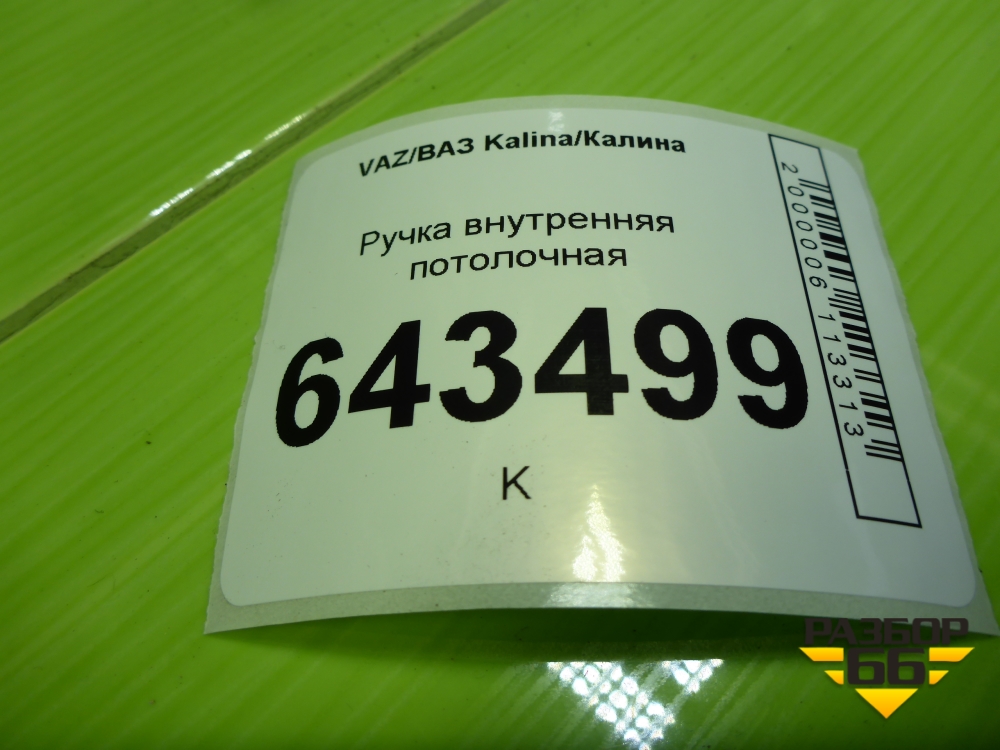 VAZ/ВАЗ Kalina/Калина
Ручка внутренняя
потолочная
643499
К
2000006113313
РАЗБОР
66